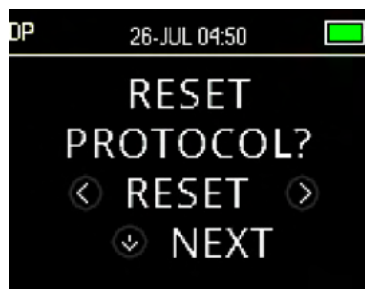 DP 26-JUL 04:50
RESET
PROTOCOL?
RESET
NEXT